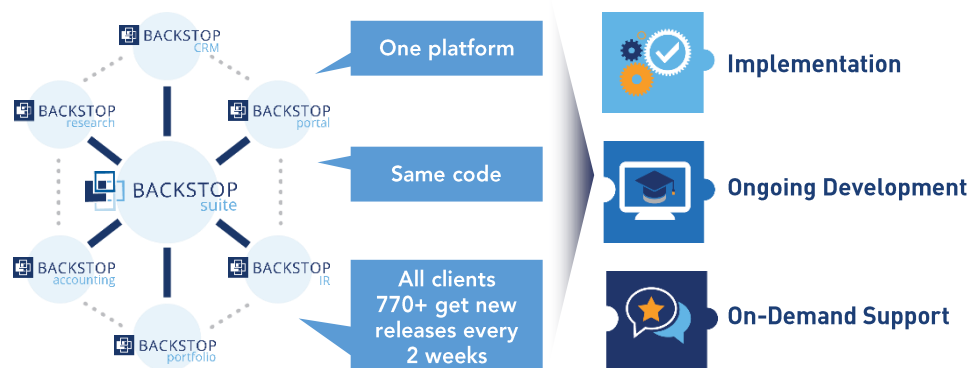 BACKSTOP
CRM
BACKSTOP
research
BACKSTOP
portal
BACKSTOP
suite
BACKSTOP
accounting
BACKSTOP
IR
BACKSTOP
portfolio
One platform
Same code
All clients
770+ get new
releases every
2 weeks
Implementation
Ongoing Development
On-Demand Support